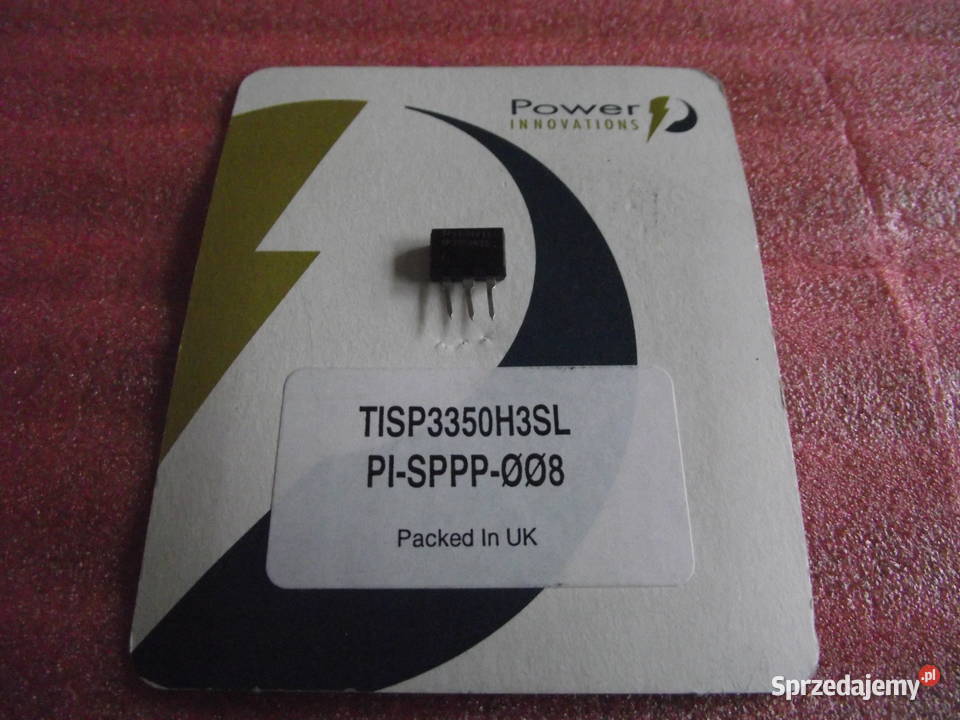 Power
INNOVATIONS
TISP3350H3SL
PI-SPPP-ØØ8
Packed In UK
Sprzedajemy.pl